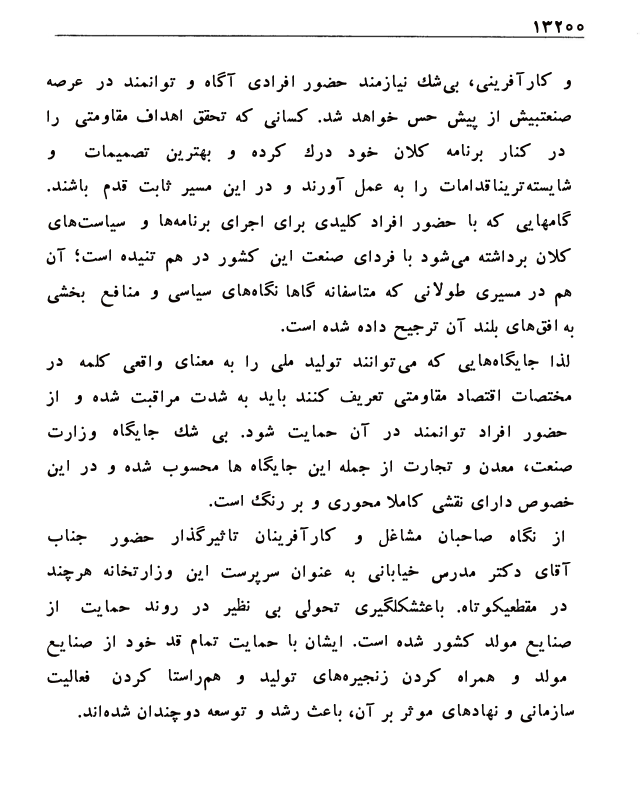 ۱۳۲۰۰
و کارآفرینی، بی‌شك نیازمند حضور افرادی آگاه و توانمند در عرصه
صنعتبیش از پیش حس خواهد شد. کسانی که تحقق اهداف مقاومتی را
در کنار برنامه کلان خود درك کرده و بهترین تصمیمات و
شایسته‌تریناقدامات را به عمل آورند و در این مسیر ثابت قدم باشند.
گامهایی که با حضور افراد کلیدی برای اجرای برنامه‌ها و سیاست‌های
کلان برداشته می‌شود با فردای صنعت این کشور در هم تنیده است؛ آن
هم در مسیری طولانی که متاسفانه گاها نگاه‌های سیاسی و منافع بخشی
به افق‌های بلند آن ترجیح داده شده است.
لذا جایگاه‌هایی که می‌توانند تولید ملی را به معنای واقعی کلمه در
مختصات اقتصاد مقاومتی تعریف کنند باید به شدت مراقبت شده و از
حضور افراد توانمند در آن حمایت شود. بی شك جایگاه وزارت
صنعت، معدن و تجارت از جمله این جایگاه ها محسوب شده و در این
خصوص دارای نقشی کاملا محوری و بر رنگ است.
از نگاه صاحبان مشاغل و کارآفرینان تاثیرگذار حضور جناب
آقای دکتر مدرس خیابانی به عنوان سرپرست این وزارتخانه هرچند
در مقطعیکوتاه. باعثشکلگیری تحولی بی نظیر در روند حمایت از
صنایع مولد کشور شده است. ایشان با حمایت تمام قد خود از صنایع
مولد و همراه کردن زنجیره‌های تولید و هم‌راستا کردن فعالیت
سازمانی و نهادهای موثر بر آن، باعث رشد و توسعه دوچندان شده‌اند.